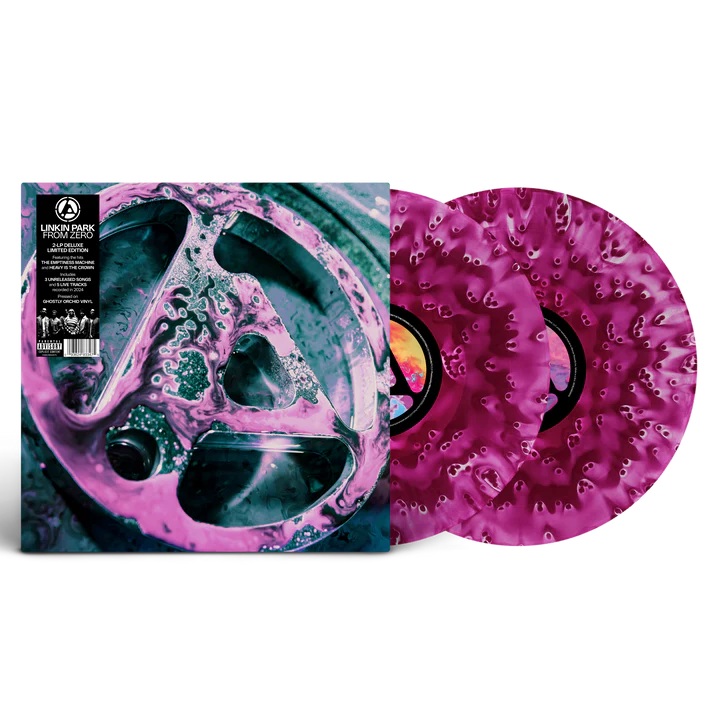 LINKIN PARK
FROM ZERO
2-LP DELUXE
LIMITED EDITION
Featuring the hits
THE EMPTINESS MACHINE
and HEAVY IS THE CROWN
Includes
3 UNRELEASED SONGS
and 5 LIVE TRACKS
recorded in 2024
Pressed on
GHOSTLY ORCHID VINYL
PARENTAL
ADVISORY
EXPLICIT CONTENT